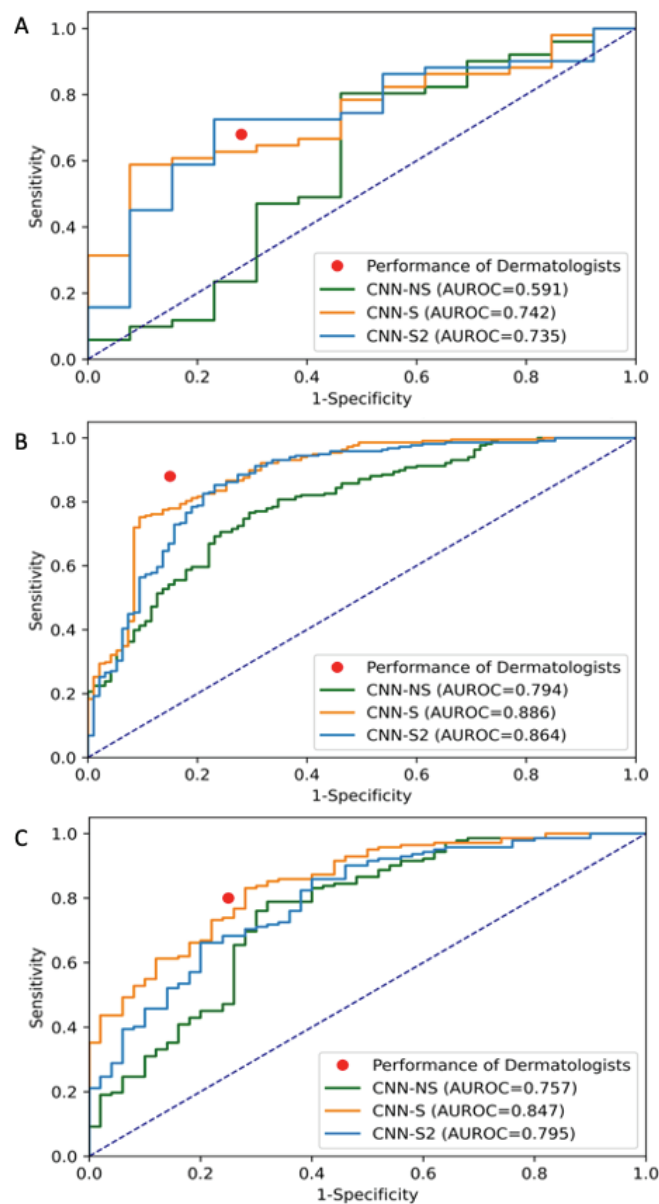 A
1.0
0.8
0.6
0.4
0.2
0.0
Sensitivity
Performance of Dermatologists
CNN-NS (AUROC=0.591)
CNN-S (AUROC=0.742)
CNN-S2 (AUROC=0.735)
0.0 0.2 0.4 0.6 0.8 1.0
1-Specificity
B
1.0
0.8
0.6
0.4
0.2
0.0
Sensitivity
Performance of Dermatologists
CNN-NS (AUROC=0.794)
CNN-S (AUROC=0.886)
CNN-S2 (AUROC=0.864)
0.0 0.2 0.4 0.6 0.8 1.0
1-Specificity
C
1.0
0.8
0.6
0.4
0.2
0.0
Sensitivity
Performance of Dermatologists
CNN-NS (AUROC=0.757)
CNN-S (AUROC=0.847)
CNN-S2 (AUROC=0.795)
0.0 0.2 0.4 0.6 0.8 1.0
1-Specificity